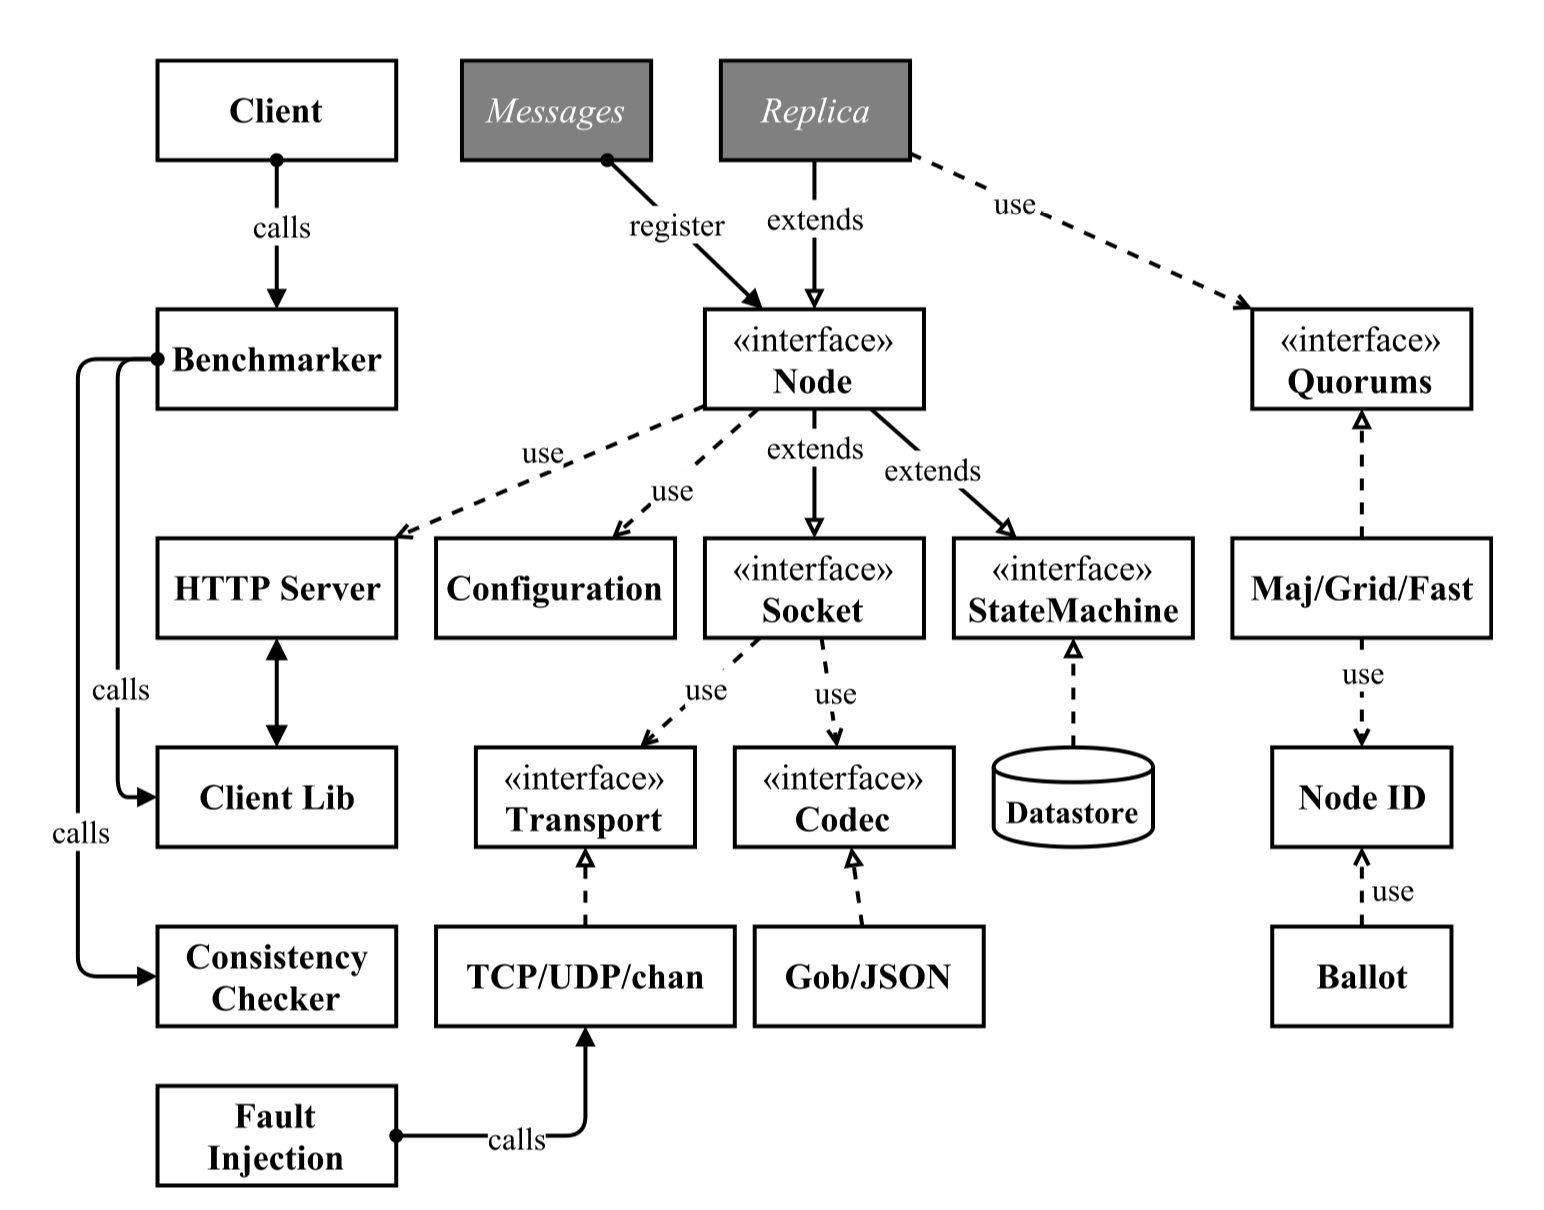 Client
Messages
Replica
calls
register
extends
use
Benchmarker
«interface»
Node
«interface»
Quorums
use
use
extends
extends
HTTP Server
Configuration
«interface»
Socket
«interface»
StateMachine
Maj/Grid/Fast
calls
use
use
use
Client Lib
«interface»
Transport
«interface»
Codec
Datastore
Node ID
calls
use
Consistency
Checker
TCP/UDP/chan
Gob/JSON
Ballot
Fault
Injection
calls